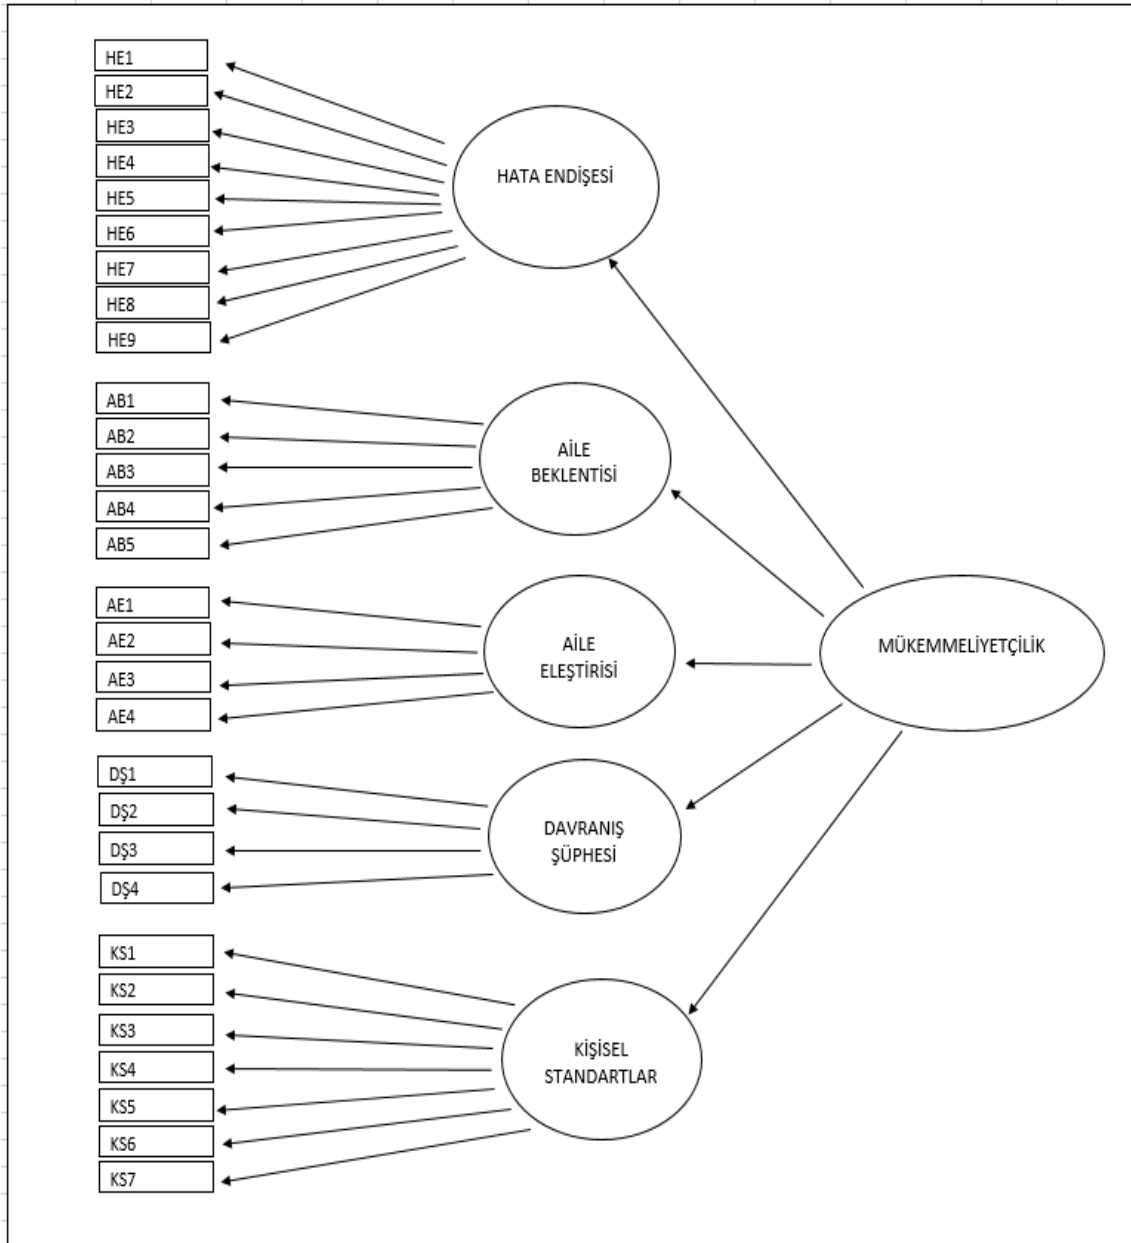 HE1
HE2
HE3
HE4
HE5
HE6
HE7
HE8
HE9
HATA ENDİŞESİ
AB1
AB2
AB3
AB4
AB5
AİLE
BEKLENTİSİ
AE1
AE2
AE3
AE4
AİLE
ELEŞTİRİSİ
MÜKEMMELİYETÇİLİK
DŞ1
DŞ2
DŞ3
DŞ4
DAVRANIŞ
ŞÜPHESİ
KS1
KS2
KS3
KS4
KS5
KS6
KS7
KİŞİSEL
STANDARTLAR